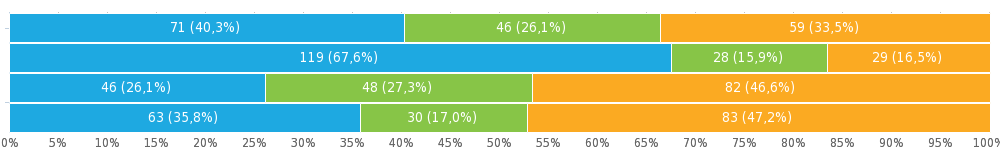 71 (40,3%) 46 (26,1%) 59 (33,5%)
119 (67,6%) 28 (15,9%) 29 (16,5%)
46 (26,1%) 48 (27,3%) 82 (46,6%)
63 (35,8%) 30 (17,0%) 83 (47,2%)
0% 5% 10% 15% 20% 25% 30% 35% 40% 45% 50% 55% 60% 65% 70% 75% 80% 85% 90% 95% 100%